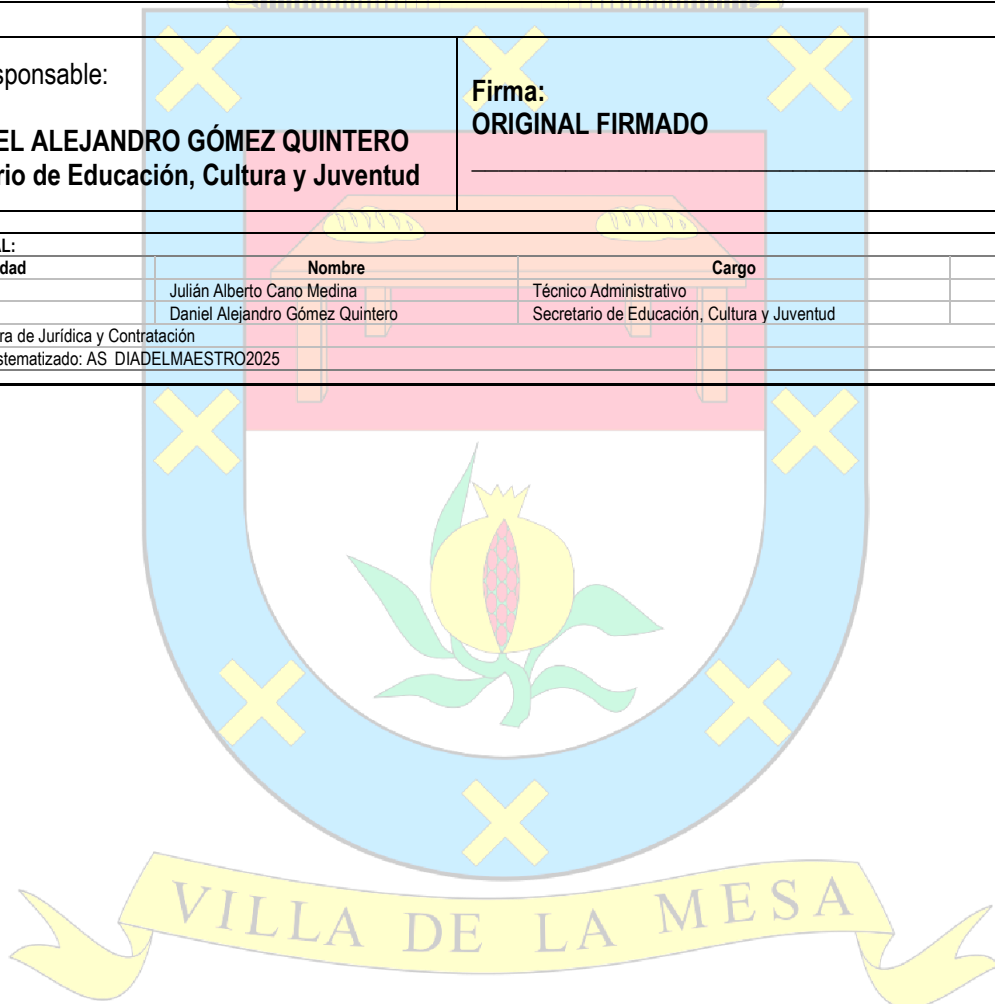 sponsable:
Firma:
ORIGINAL FIRMADO
EL ALEJANDRO GÓMEZ QUINTERO
rio de Educación, Cultura y Juventud
AL:
dad Nombre Cargo
Julián Alberto Cano Medina Técnico Administrativo
Daniel Alejandro Gómez Quintero Secretario de Educación, Cultura y Juventud
ra de Jurídica y Contratación
stematizado: AS_DIADELMAESTRO2025
VILLA DE LA MESA